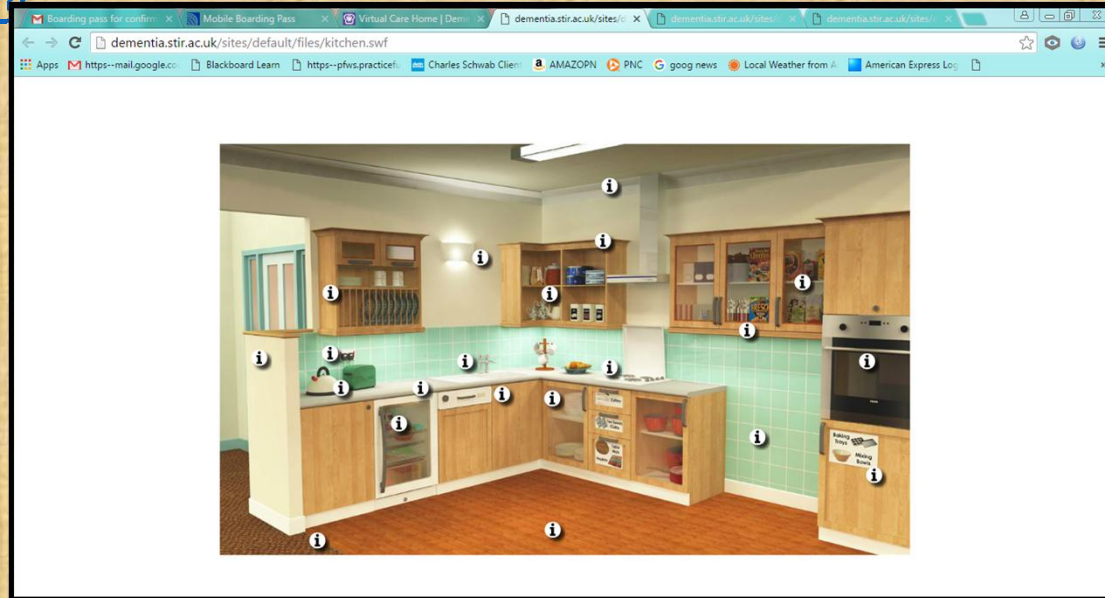 Boarding pass for confirm
Mobile Boarding Pass
Virtual Care Home | Deme
dementia.stir.ac.uk/sites/d
dementia.stir.ac.uk/sites/
dementia.stir.ac.uk/sites/
dementia.stir.ac.uk/sites/default/files/kitchen.swf
Apps
https--mail.google.co
Blackboard Learn
https--pfws.practicefu
Charles Schwab Client
AMAZOPN
PNC
goog news
Local Weather from A
American Express Log
Baking
Trays
Mixing
Bowls